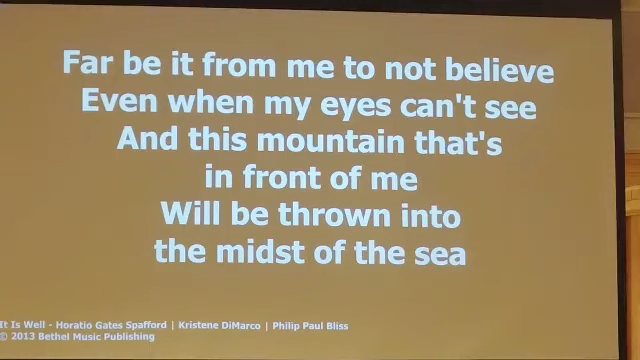 Far be it from me to not believe
Even when my eyes can't see
And this mountain that's
in front of me
Will be thrown into
the midst of the sea
It Is Well - Horatio Gates Spafford | Kristene DiMarco | Philip Paul Bliss
© 2013 Bethel Music Publishing